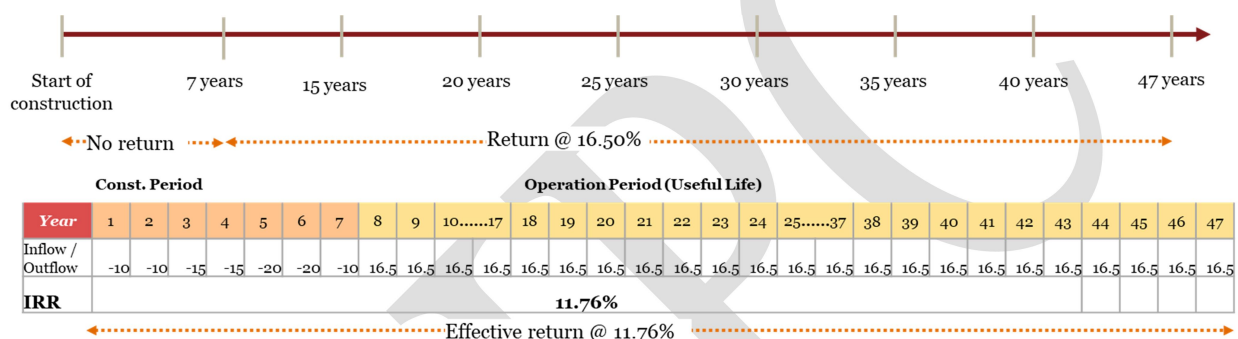 Start of construction
7 years
15 years
20 years
25 years
30 years
35 years
40 years
47 years
No return
Return @ 16.50%
Const. Period
Operation Period (Useful Life)
Year 1 2 3 4 5 6 7 8 9 10......17 18 19 20 21 22 23 24 25......37 38 39 40 41 42 43 44 45 46 47
Inflow / Outflow -10 -10 -15 -15 -20 -20 -10 16.5 16.5 16.5 16.5 16.5 16.5 16.5 16.5 16.5 16.5 16.5 16.5 16.5 16.5 16.5 16.5 16.5 16.5 16.5 16.5 16.5 16.5 16.5
IRR 11.76%
Effective return @ 11.76%